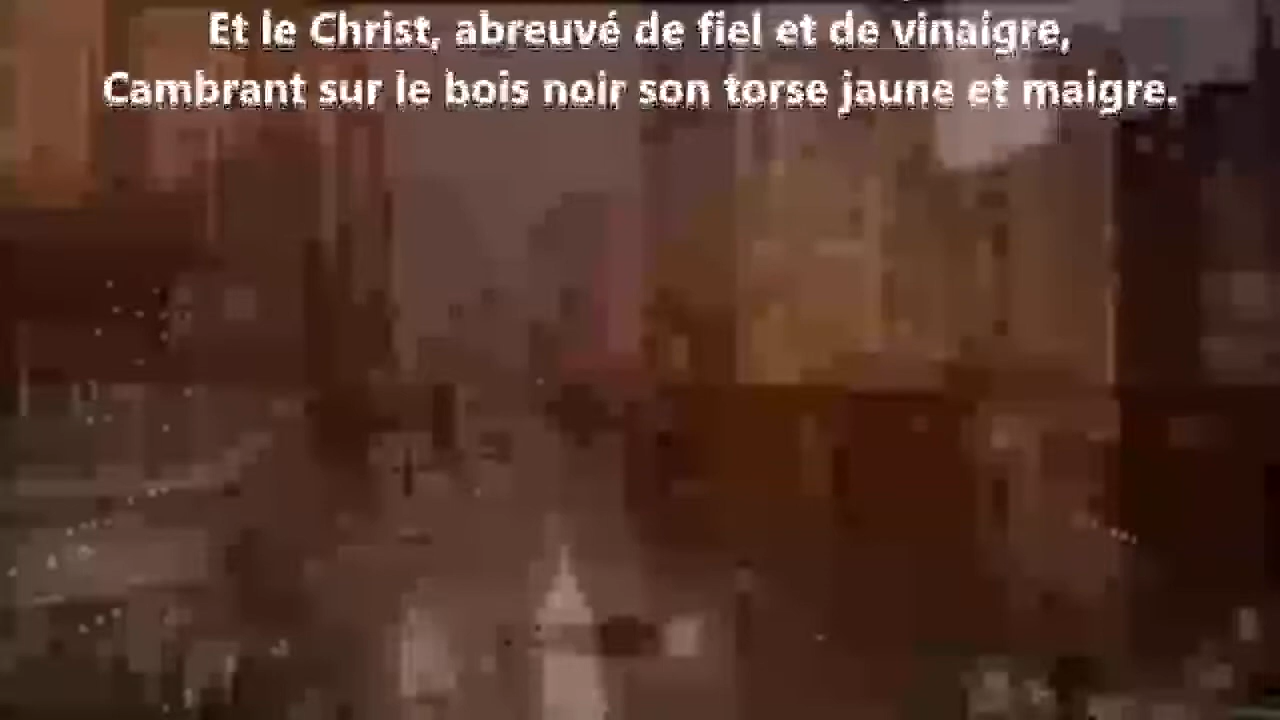 Et le Christ, abreuvé de fiel et de vinaigre,
Cambrant sur le bois noir son torse jaune et maigre.